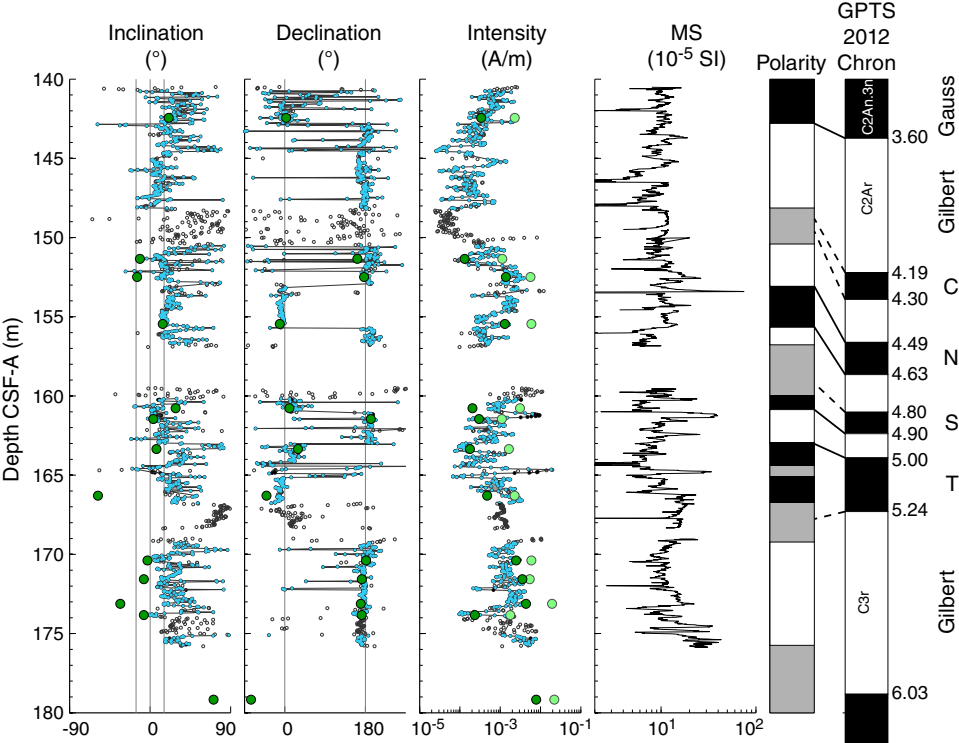 GPTS
2012
Chron
Inclination
(°)
Declination
(°)
Intensity
(A/m)
MS
(10-5 SI)
Polarity
Depth CSF-A (m)
140
145
150
155
160
165
170
175
180
-90 0 90
0 180
10-5 10-3 10-1
101 102
C2An.3n
C2Ar
C3r
3.60
4.19
4.30
4.49
4.63
4.80
4.90
5.00
5.24
6.03
Gauss
Gilbert
C
N
S
T
Gilbert